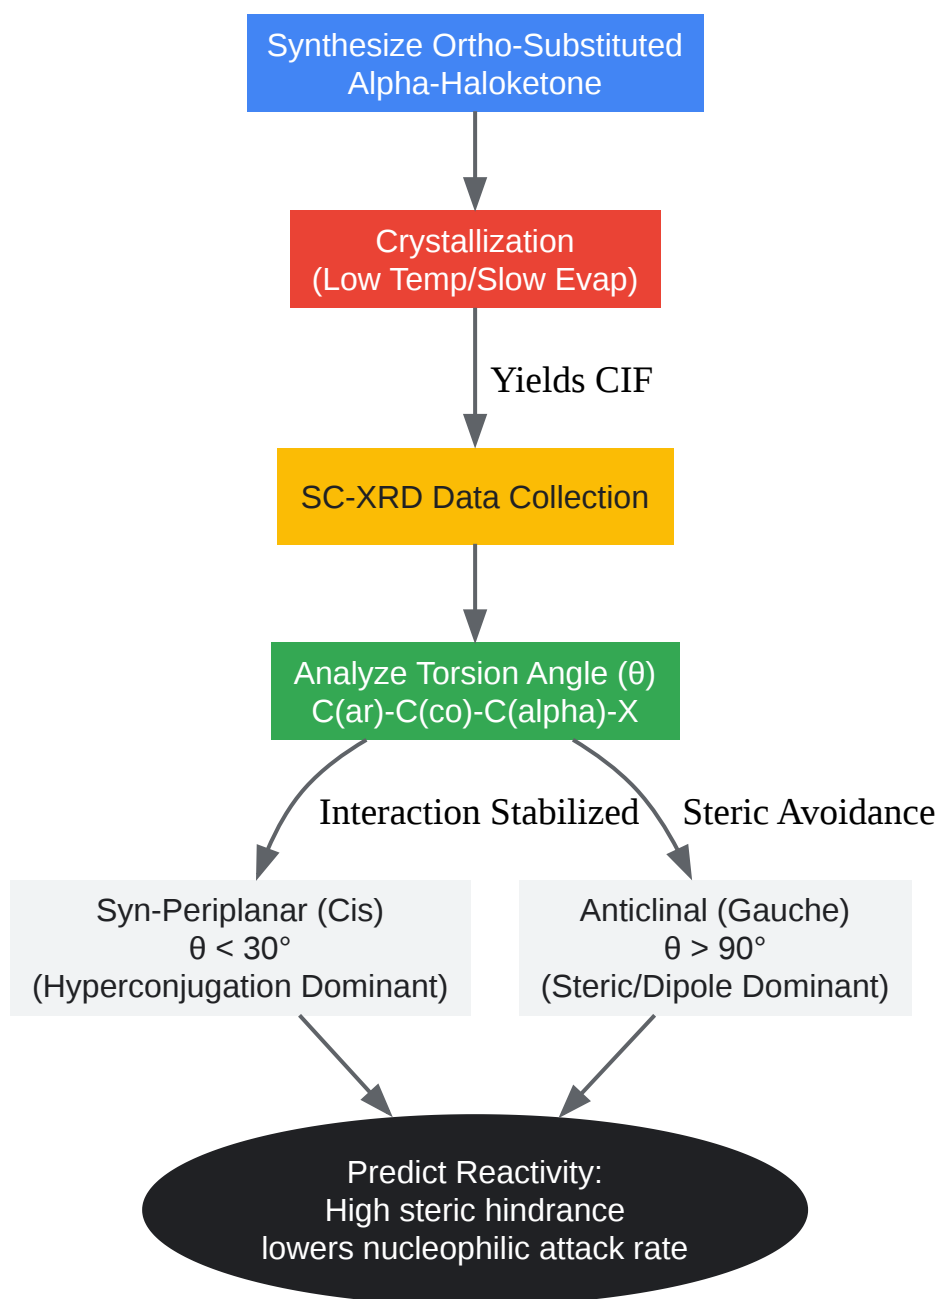 Synthesize Ortho-Substituted
Alpha-Haloketone
Crystallization
(Low Temp/Slow Evap)
Yields CIF
SC-XRD Data Collection
Analyze Torsion Angle (θ)
C(ar)-C(co)-C(alpha)-X
Interaction Stabilized
Steric Avoidance
Syn-Periplanar (Cis)
θ < 30°
(Hyperconjugation Dominant)
Anticlinal (Gauche)
θ > 90°
(Steric/Dipole Dominant)
Predict Reactivity:
High steric hindrance
lowers nucleophilic attack rate